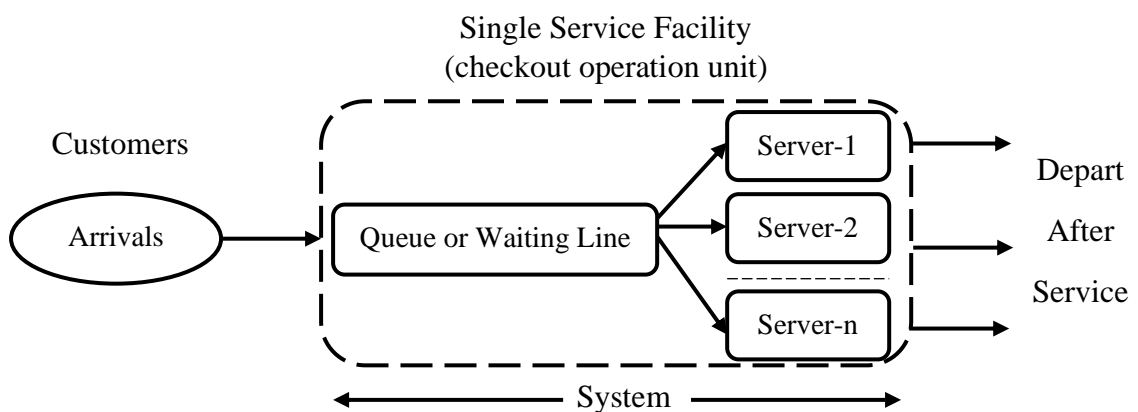 Single Service Facility
(checkout operation unit)
Customers
Arrivals
Queue or Waiting Line
Server-1
Server-2
Server-n
Depart
After
Service
System